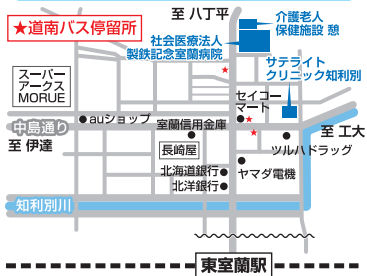 至 八丁平
介護老人
保健施設 憩
★道南バス停留所
社会医療法人
製鉄記念室蘭病院
サテライト
クリニック知利別
スーパー
アークス
MORUE
セイコー
マート
auショップ
室蘭信用金庫
中島通り
至 工大
至 伊達
長崎屋
ツルハドラッグ
北海道銀行
ヤマダ電機
北洋銀行
知利別川
東室蘭駅